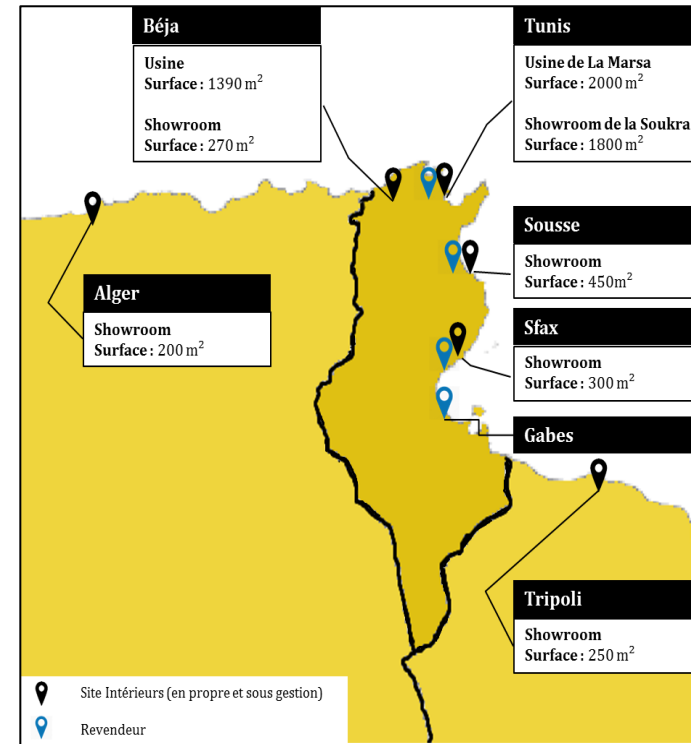 Béja
Usine
Surface : 1390 m²
Showroom
Surface : 270 m²
Tunis
Usine de La Marsa
Surface : 2000 m²
Showroom de la Soukra
Surface : 1800 m²
Sousse
Showroom
Surface : 450m²
Alger
Showroom
Surface : 200 m²
Sfax
Showroom
Surface : 300 m²
Gabes
Tripoli
Showroom
Surface : 250 m²
Site Intérieurs (en propre et sous gestion)
Revendeur